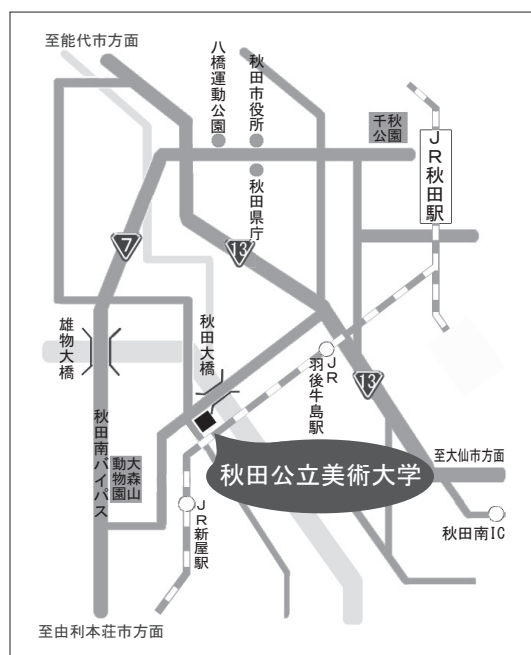 至能代市方面
八橋運動公園
秋田市役所
千秋
公園
JR秋田駅
秋田県庁
7
13
雄物大橋
秋田大橋
JR
羽後牛島駅
13
秋田南バイパス
大森山
動物園
秋田公立美術大学
至大仙市方面
JR新屋駅
秋田南IC
至由利本荘市方面